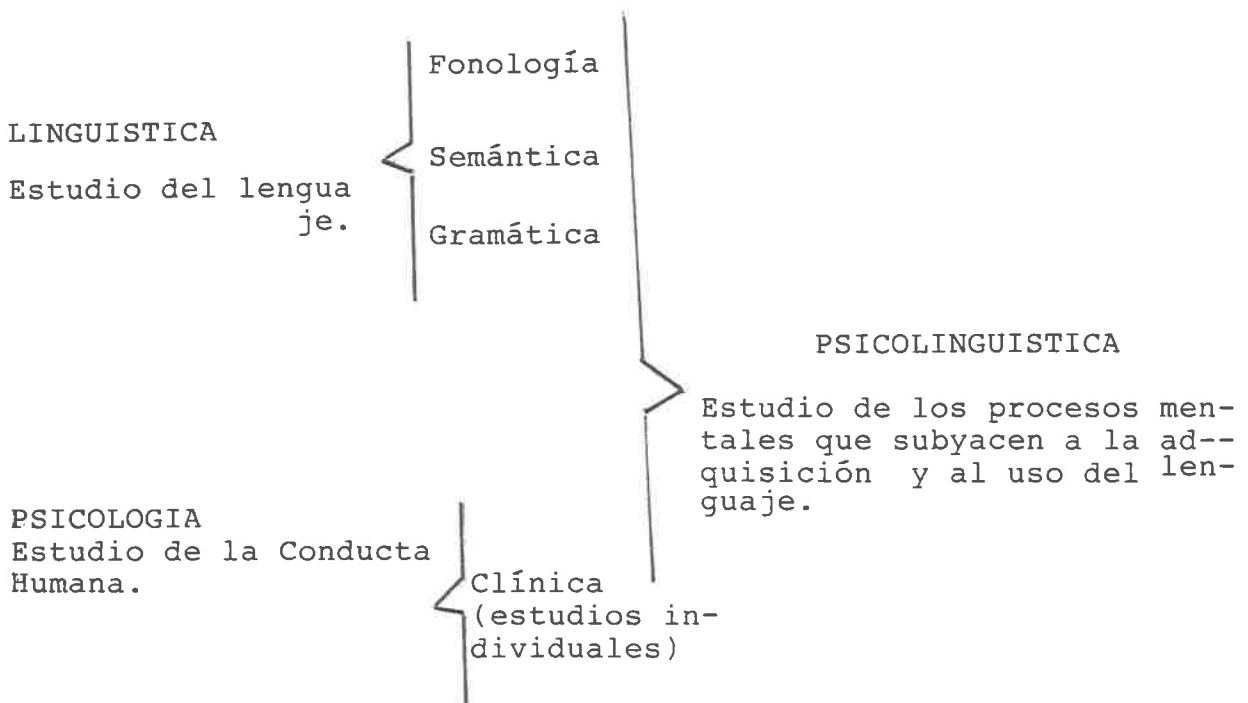 LINGUISTICA
Estudio del lengua
je.
Fonología
Semántica
Gramática
PSICOLINGUISTICA
Estudio de los procesos men-
tales que subyacen a la ad--
quisición y al uso del len-
guaje.
PSICOLOGIA
Estudio de la Conducta
Humana.
Clínica
(estudios in-
dividuales)